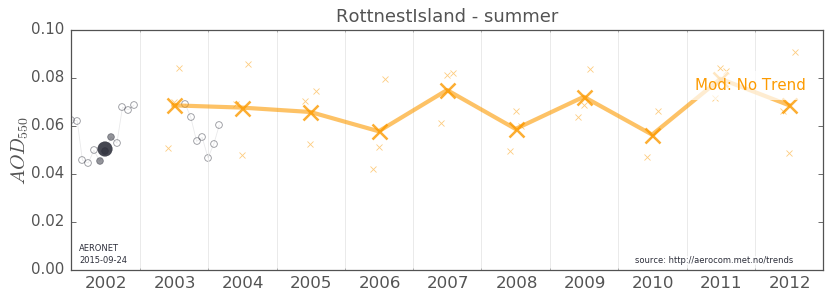 RottnestIsland - summer
0.10
0.08
0.06
0.04
0.02
0.00
AOD550
Mod: No Trend
AERONET
2015-09-24
source: http://aerocom.met.no/trends
2002 2003 2004 2005 2006 2007 2008 2009 2010 2011 2012